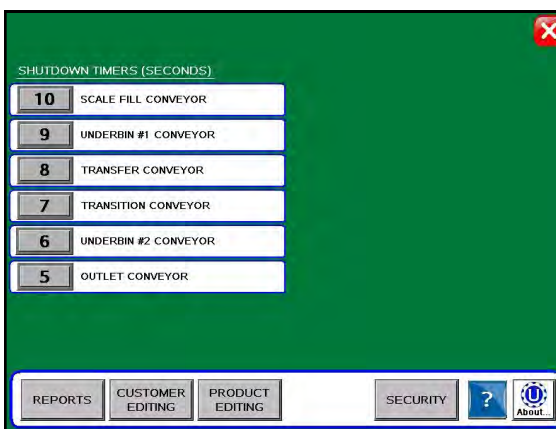 X
SHUTDOWN TIMERS (SECONDS)
10 SCALE FILL CONVEYOR
9 UNDERBIN #1 CONVEYOR
8 TRANSFER CONVEYOR
7 TRANSITION CONVEYOR
6 UNDERBIN #2 CONVEYOR
5 OUTLET CONVEYOR
REPORTS
CUSTOMER
EDITING
PRODUCT
EDITING
SECURITY
?
U
About...